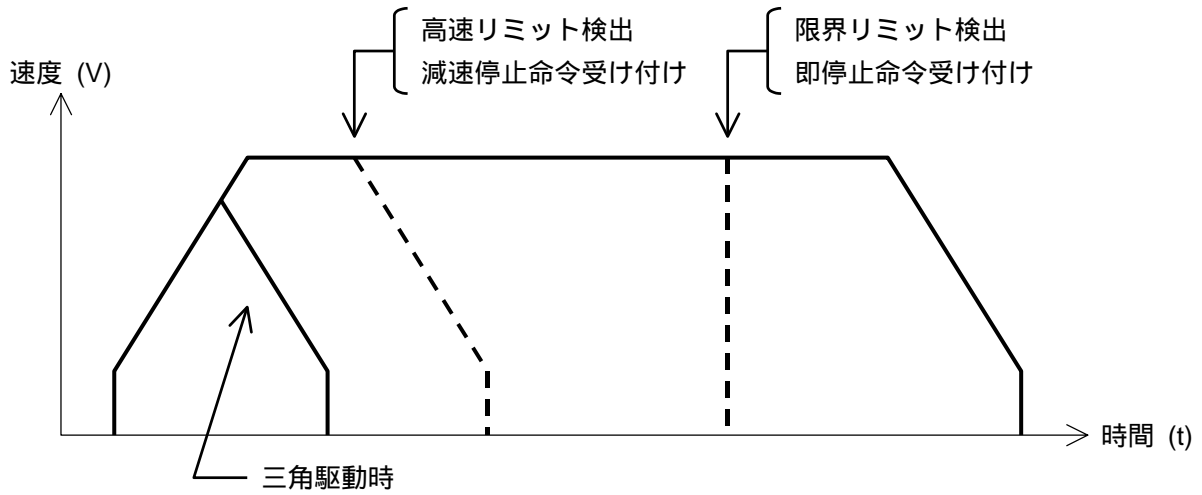 高速リミット検出
減速停止命令受け付け
限界リミット検出
即停止命令受け付け
速度 (V)
時間 (t)
三角駆動時